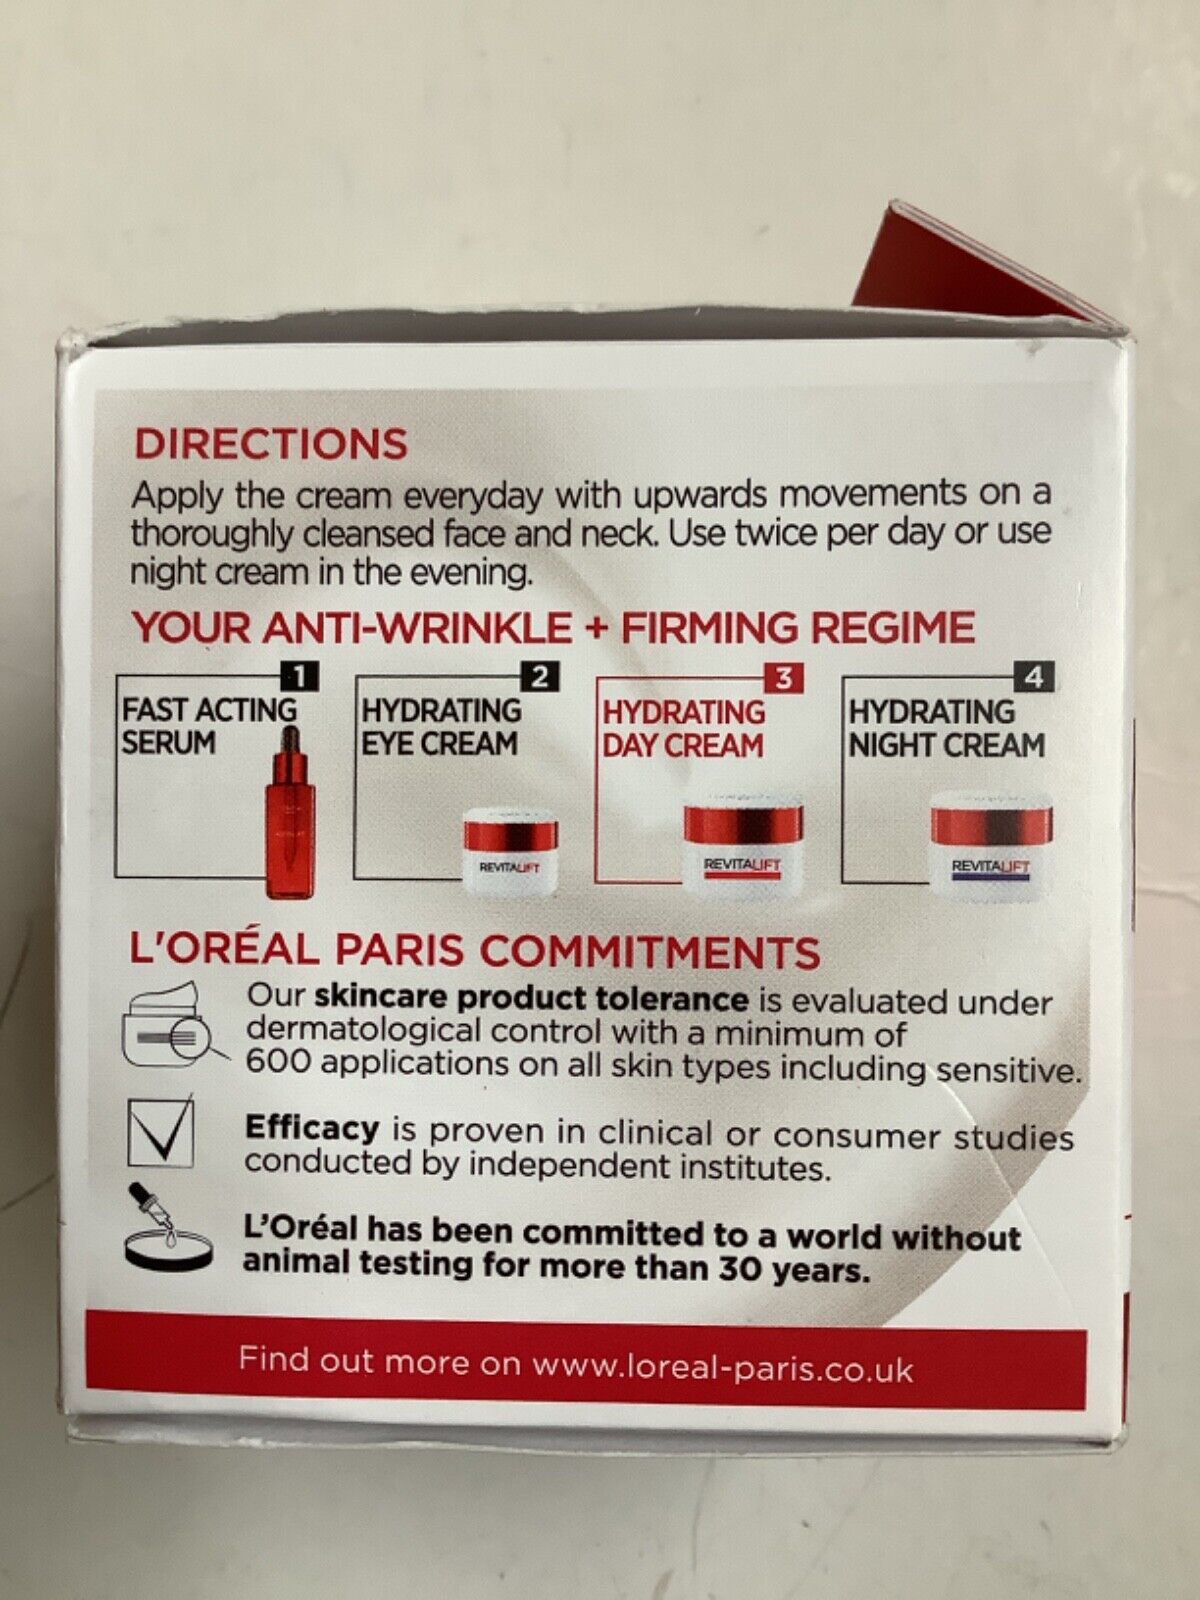 DIRECTIONS
Apply the cream everyday with upwards movements on a
thoroughly cleansed face and neck. Use twice per day or use
night cream in the evening.
YOUR ANTI-WRINKLE + FIRMING REGIME
1
FAST ACTING
SERUM
2
HYDRATING
EYE CREAM
REVITALIFT
3
HYDRATING
DAY CREAM
REVITALIFT
4
HYDRATING
NIGHT CREAM
REVITALIFT
L'ORÉAL PARIS COMMITMENTS
Our skincare product tolerance is evaluated under
dermatological control with a minimum of
600 applications on all skin types including sensitive.
Efficacy is proven in clinical or consumer studies
conducted by independent institutes.
L'Oréal has been committed to a world without
animal testing for more than 30 years.
Find out more on www.loreal-paris.co.uk